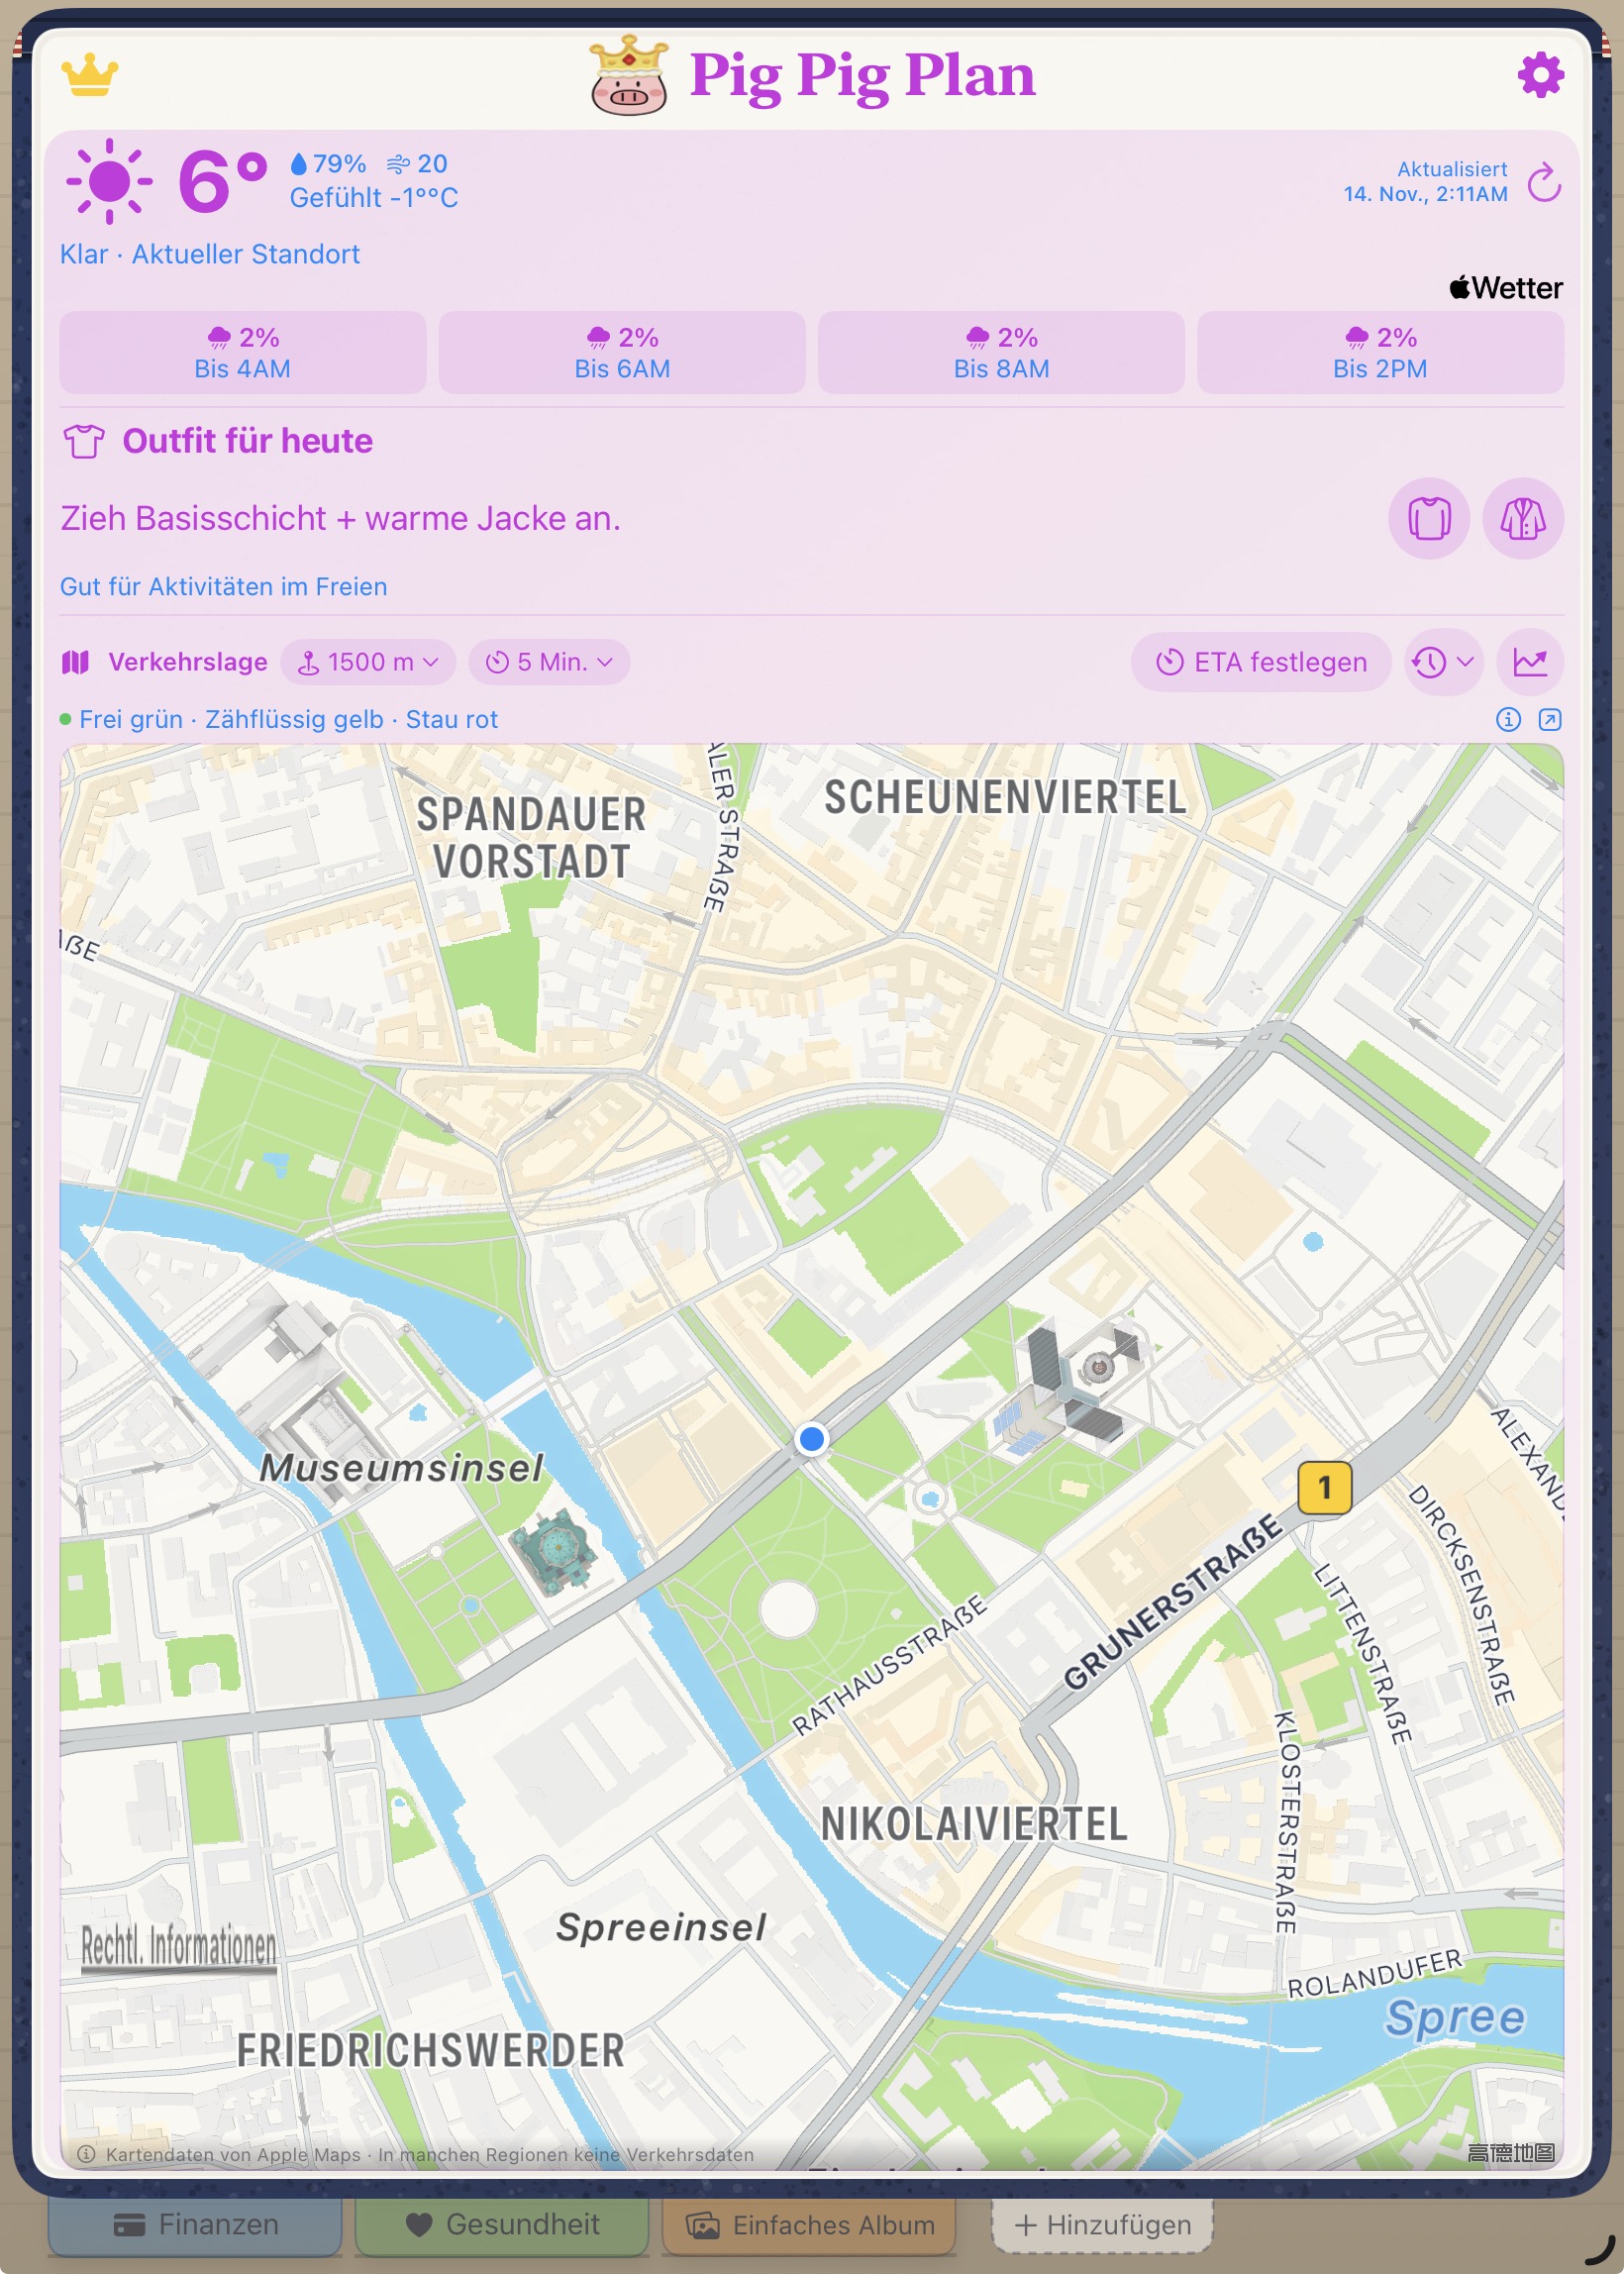 Pig Pig Plan
6°
79% 20
Gefühlt -1°°C
Aktualisiert
14. Nov., 2:11AM
Klar · Aktueller Standort
Wetter
2%
Bis 4AM
2%
Bis 6AM
2%
Bis 8AM
2%
Bis 2PM
Outfit für heute
Zieh Basisschicht + warme Jacke an.
Gut für Aktivitäten im Freien
Verkehrslage 1500 m 5 Min. ETA festlegen
Frei grün · Zähflüssig gelb · Stau rot
SPANDAUER
VORSTADT
ALER STRAẞE
SCHEUNENVIERTEL
AẞE
Museumsinsel
1
ALEXAND
DIRCKSENSTRAẞE
GRUNERSTRAẞE
LITTENSTRAẞE
RATHAUSSTRAẞE
KLOSTERSTRAẞE
NIKOLAIVIERTEL
Spreeinsel
Rechtl. Informationen
ROLANDUFER
Spree
FRIEDRICHSWERDER
Kartendaten von Apple Maps · In manchen Regionen keine Verkehrsdaten
高德地图
Finanzen
Gesundheit
Einfaches Album
+ Hinzufügen